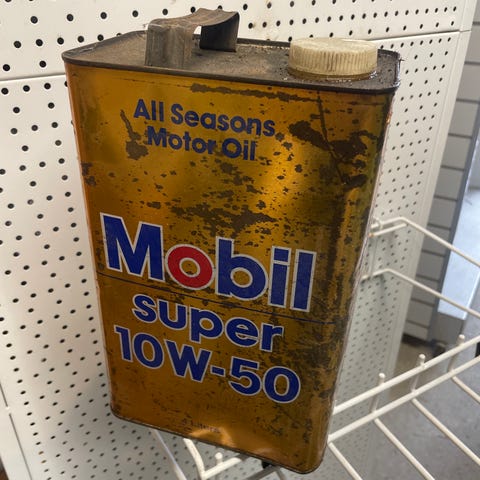 All Seasons
Motor Oil
Mobil
super
10W-50